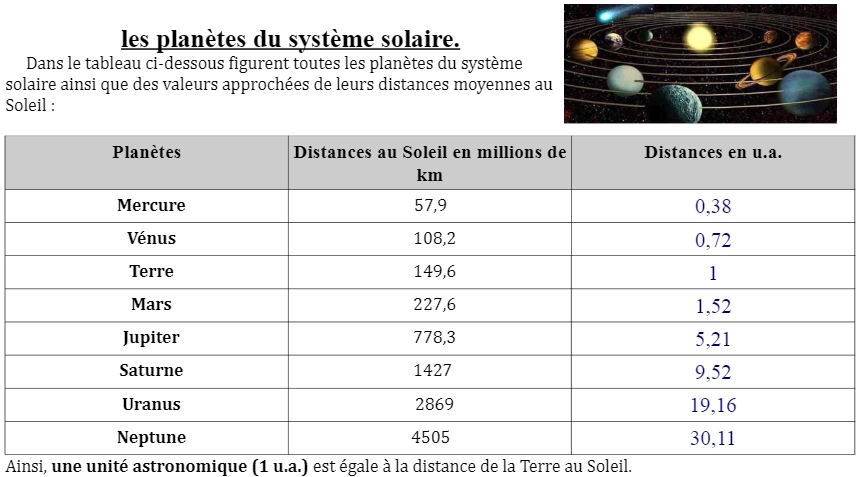 les planètes du système solaire.
Dans le tableau ci-dessous figurent toutes les planètes du système
solaire ainsi que des valeurs approchées de leurs distances moyennes au
Soleil :
Planètes Distances au Soleil en millions de km Distances en u.a.
Mercure 57,9 0,38
Vénus 108,2 0,72
Terre 149,6 1
Mars 227,6 1,52
Jupiter 778,3 5,21
Saturne 1427 9,52
Uranus 2869 19,16
Neptune 4505 30,11
Ainsi, une unité astronomique (1 u.a.) est égale à la distance de la Terre au Soleil.